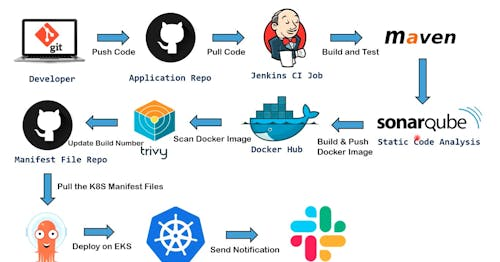 git
Push Code
Pull Code
Build and Test
maven
Developer
Application Repo
Jenkins CI Job
sonarqube
Static Code Analysis
Build & Push
Docker Image
Docker Hub
Scan Docker Image
trivy
Update Build Number
Manifest File Repo
Pull the K8S Manifest Files
Deploy on EKS
Send Notification